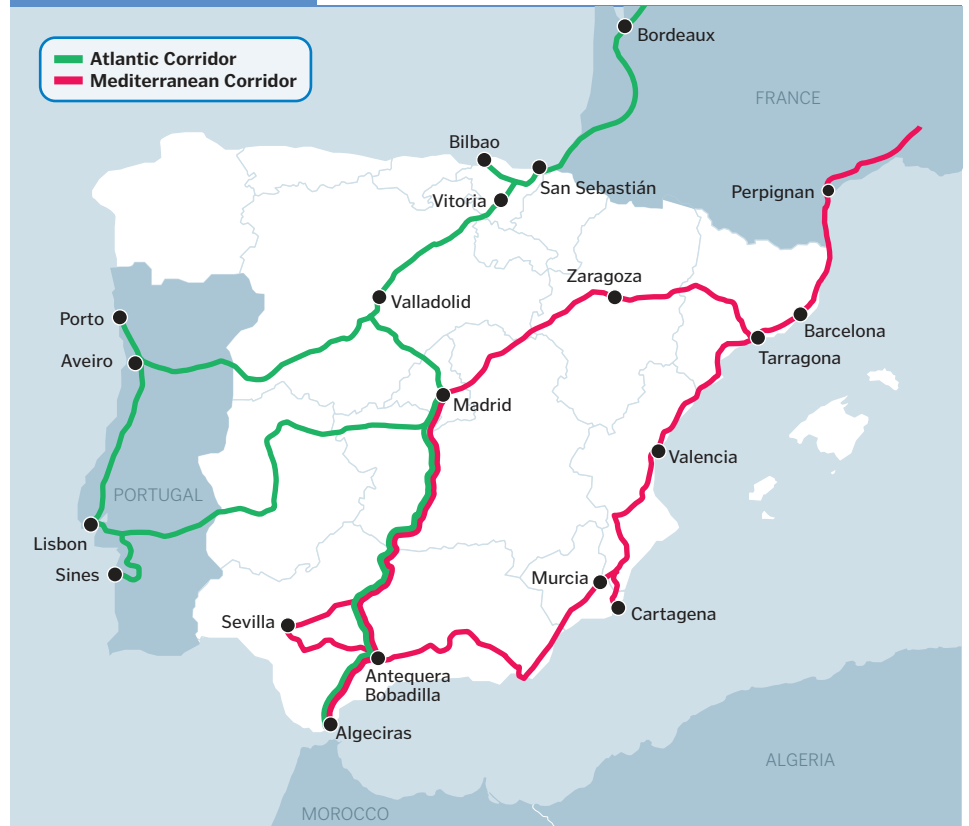 Atlantic Corridor
Mediterranean Corridor
Bordeaux
FRANCE
Bilbao
San Sebastián
Vitoria
Perpignan
Zaragoza
Valladolid
Porto
Barcelona
Aveiro
Tarragona
Madrid
Valencia
PORTUGAL
Lisbon
Sines
Murcia
Cartagena
Sevilla
Antequera
Bobadilla
Algeciras
ALGERIA
MOROCCO